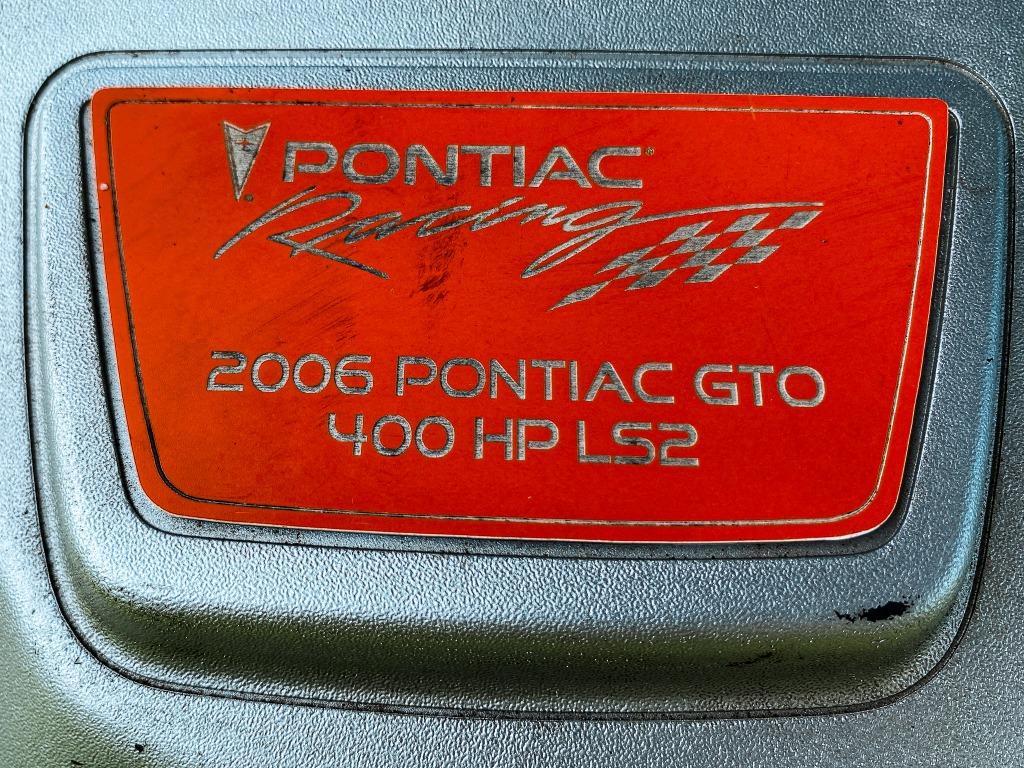 PONTIAC®
Racing
2006 PONTIAC GTO
400 HP LS2